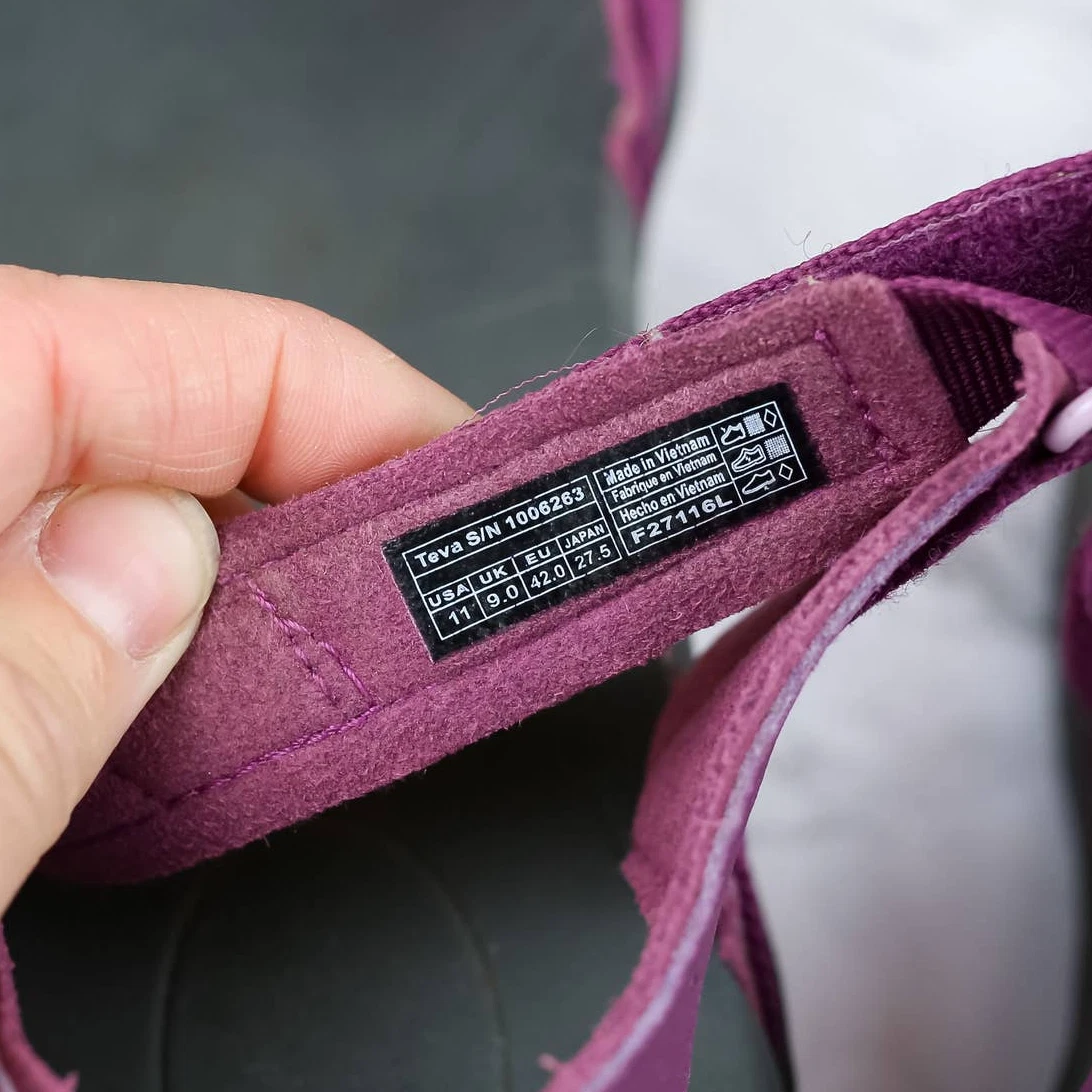 Teva S/N 1006263
USA UK EU JAPAN
11 9.0 42.0 27.5
Made in Vietnam
Fabrique en Vietnam
Hecho en Vietnam
F27116L